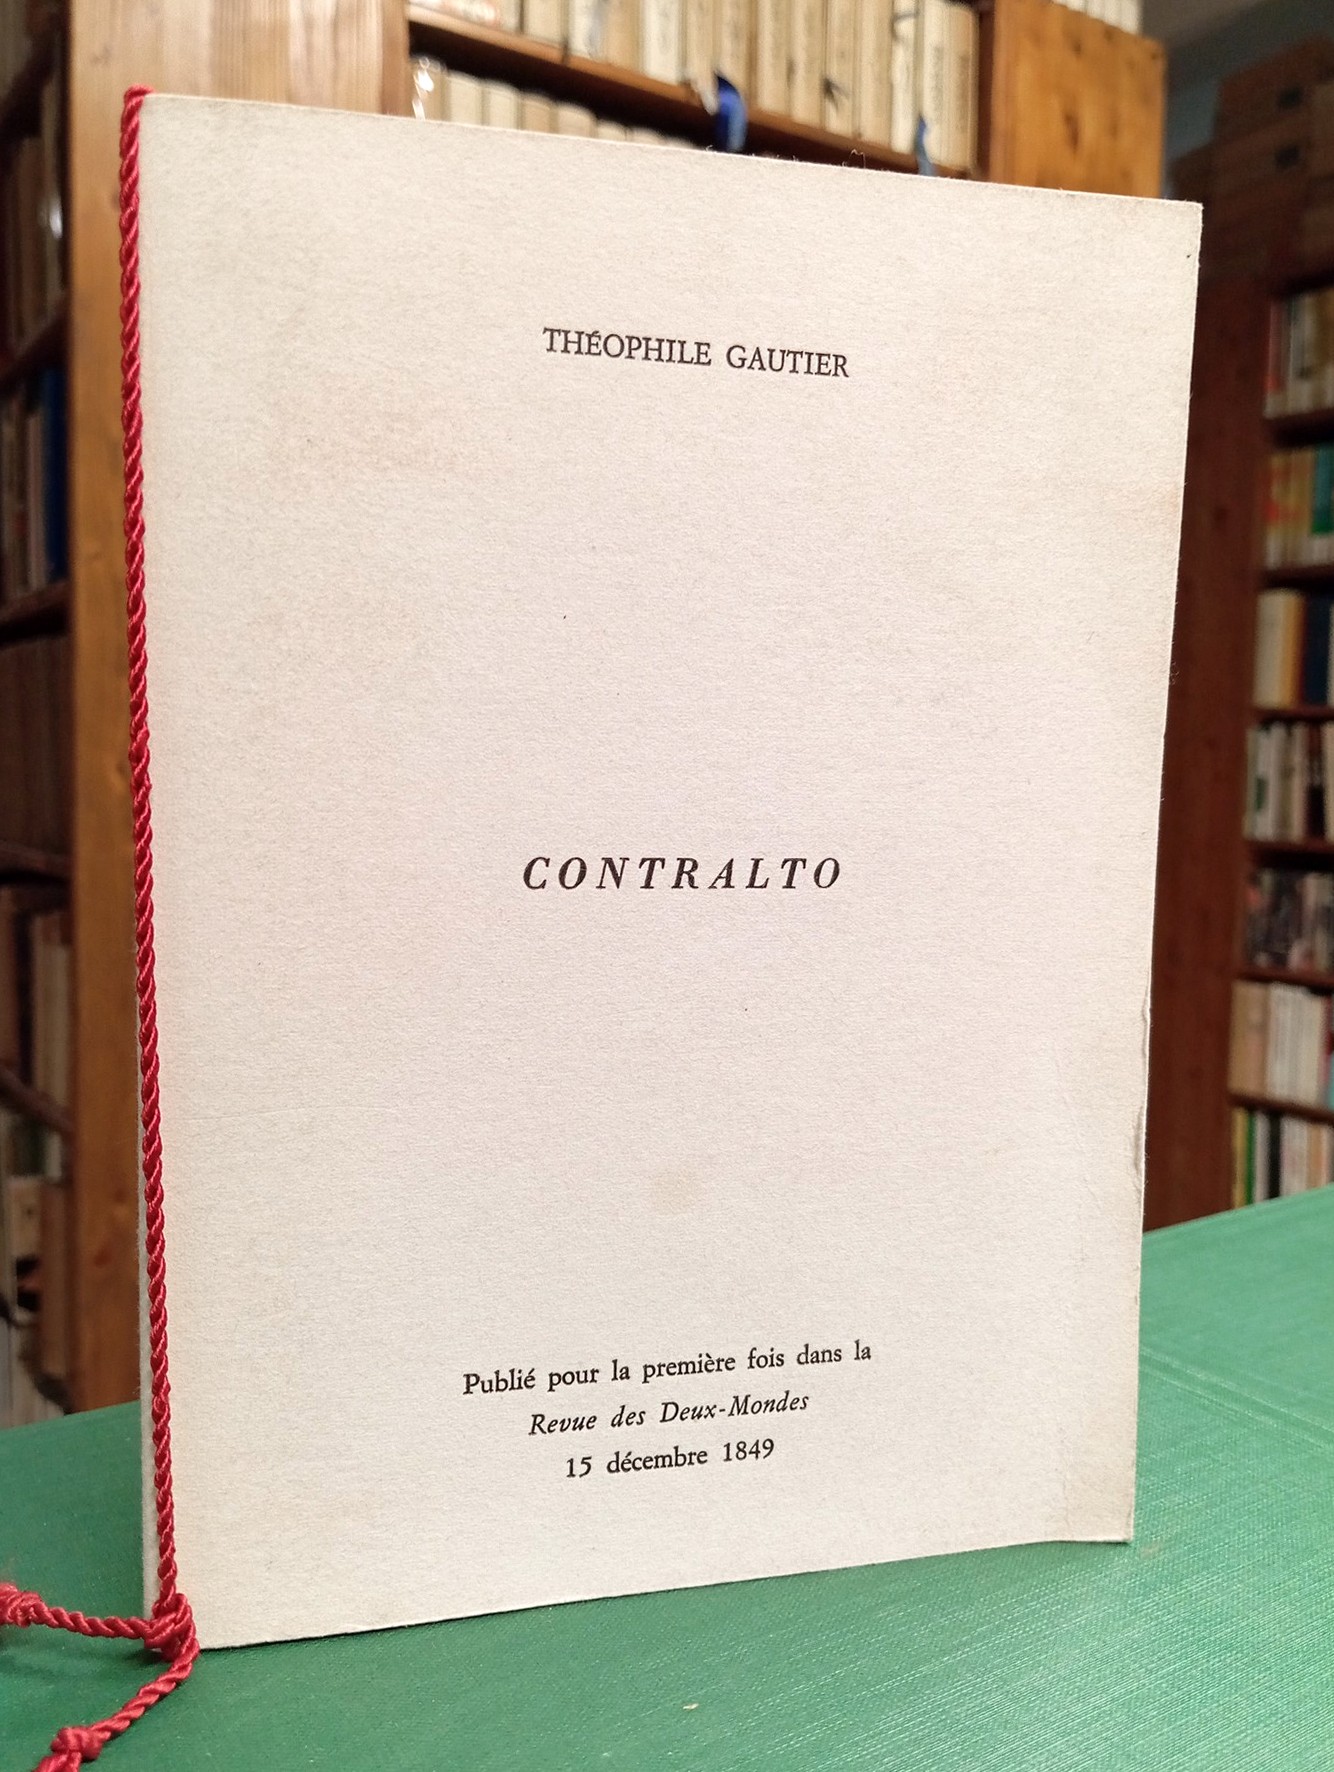 THÉOPHILE GAUTIER
CONTRALTO
Publié pour la première fois dans la
Revue des Deux-Mondes
15 décembre 1849